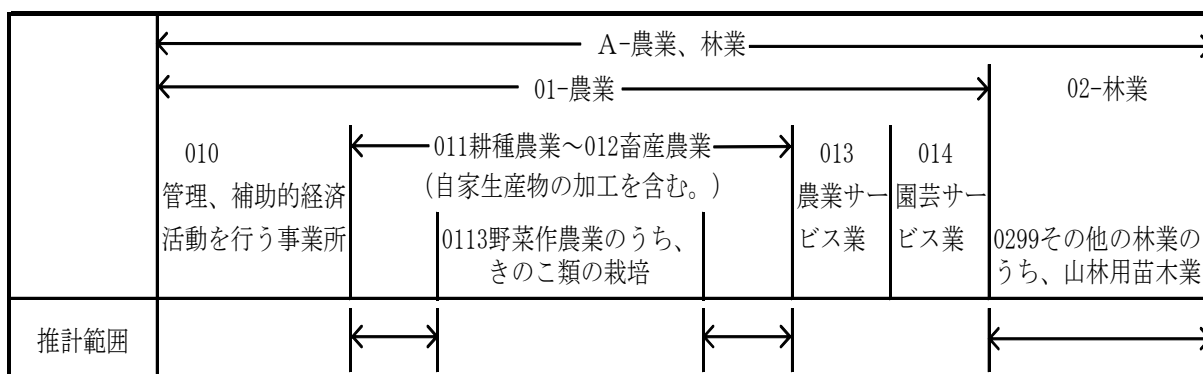 A-農業、林業
01-農業
02-林業
010
管理、補助的経済
活動を行う事業所
011耕種農業～012畜産農業
(自家生産物の加工を含む。)
0113野菜作農業のうち、
きのこ類の栽培
013
農業サー
ビス業
014
園芸サー
ビス業
0299その他の林業の
うち、山林用苗木業
推計範囲